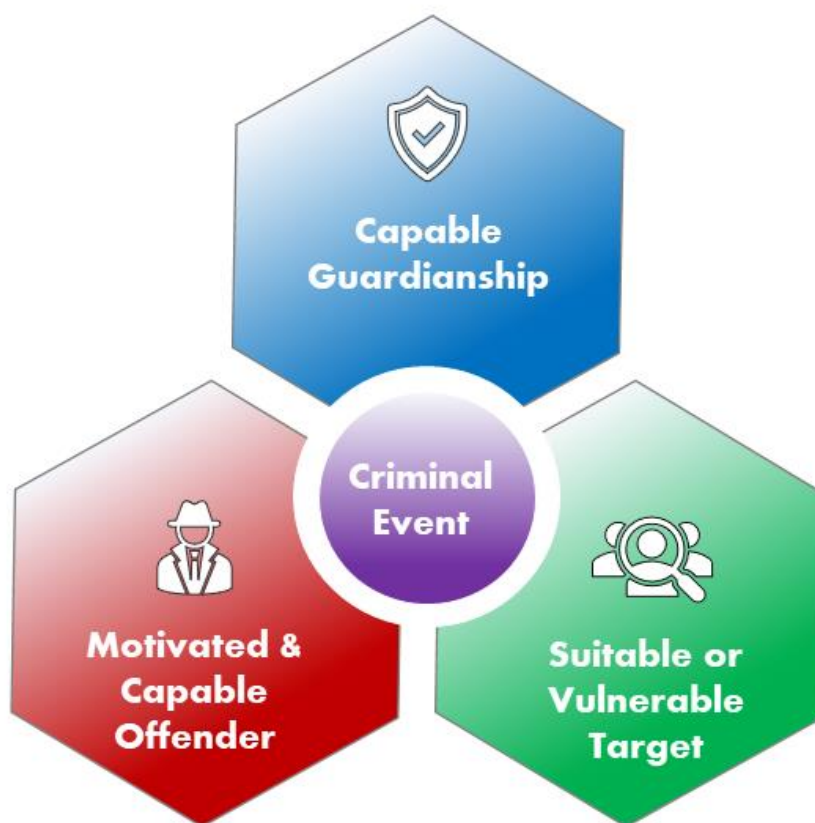 Capable
Guardianship
Criminal
Event
Motivated &
Capable
Offender
Suitable or
Vulnerable
Target